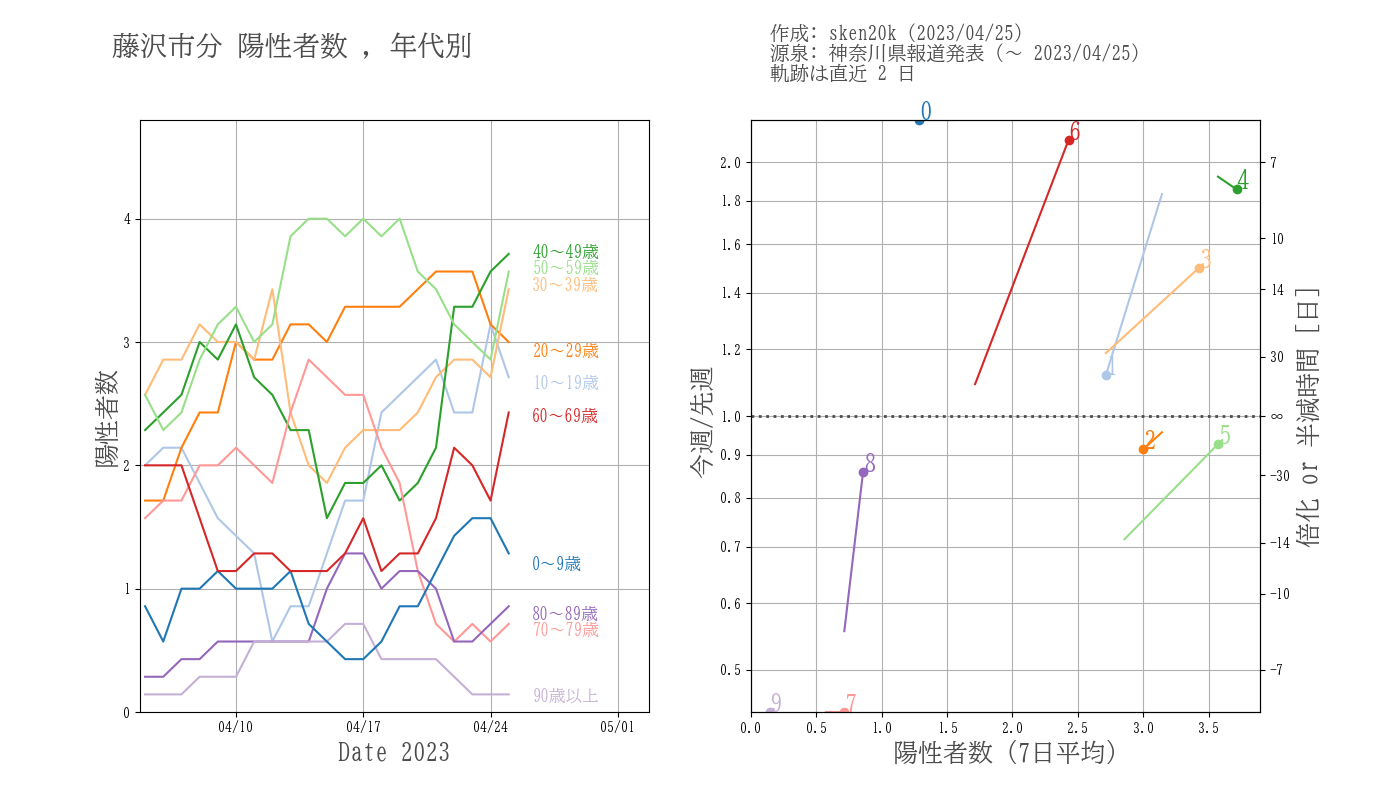 藤沢市分 陽性者数 , 年代別
作成: sken20k (2023/04/25)
源泉: 神奈川県報道発表 (〜 2023/04/25)
軌跡は直近 2 日
陽性者数
4
3
2
1
0
04/10
04/17
04/24
05/01
Date 2023
40〜49歳
50〜59歳
30〜39歳
20〜29歳
10〜19歳
60〜69歳
0〜9歳
80〜89歳
70〜79歳
90歳以上
今週/先週
2.0
1.8
1.6
1.4
1.2
1.0
0.9
0.8
0.7
0.6
0.5
0
6
4
3
1
2
5
8
9
7
0.0
0.5
1.0
1.5
2.0
2.5
3.0
3.5
陽性者数 (7日平均)
7
10
14
30
∞
−30
−14
−10
−7
倍化 or 半減時間 [日]